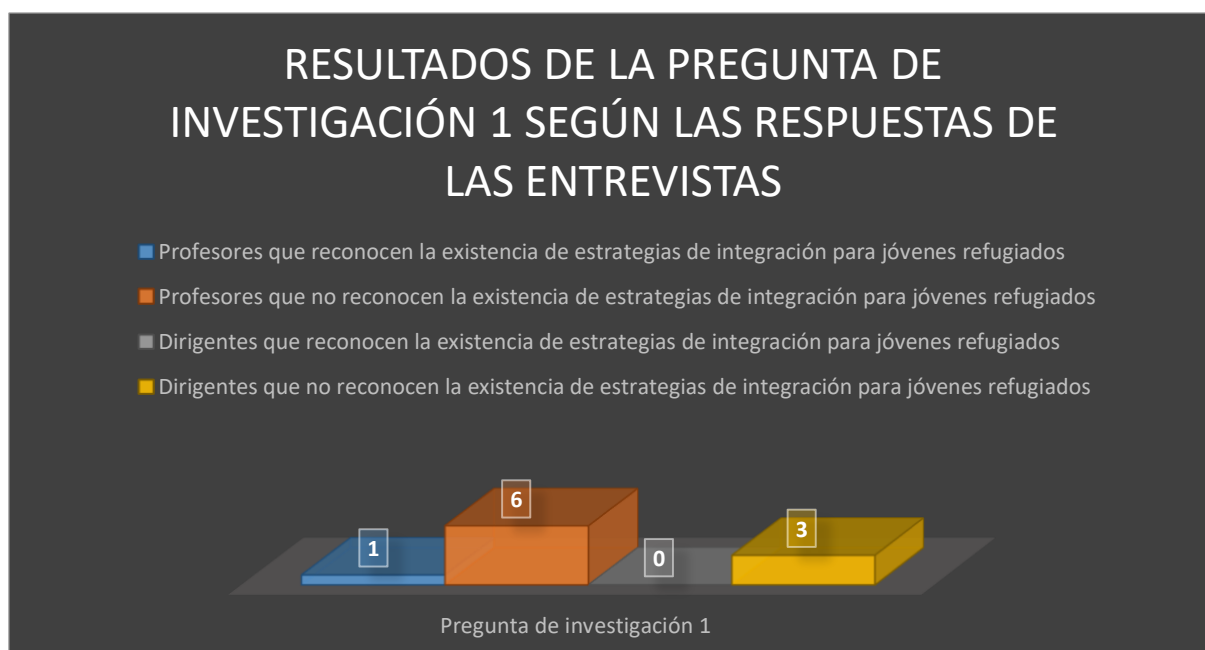 RESULTADOS DE LA PREGUNTA DE
INVESTIGACIÓN 1 SEGÚN LAS RESPUESTAS DE
LAS ENTREVISTAS
Profesores que reconocen la existencia de estrategias de integración para jóvenes refugiados
Profesores que no reconocen la existencia de estrategias de integración para jóvenes refugiados
Dirigentes que reconocen la existencia de estrategias de integración para jóvenes refugiados
Dirigentes que no reconocen la existencia de estrategias de integración para jóvenes refugiados
1
6
0
3
Pregunta de investigación 1